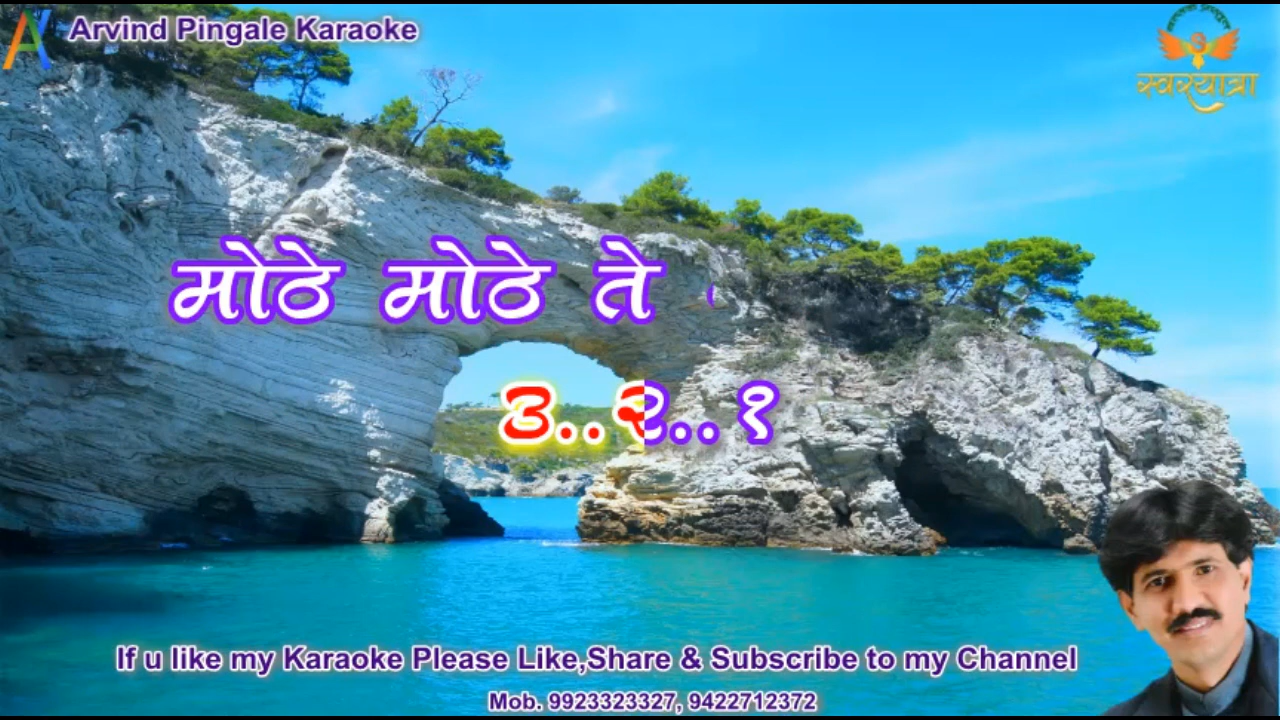 Arvind Pingale Karaoke
स्वरयात्रा
मोठे मोठे ते
३..२..१
If u like my Karaoke Please Like,Share & Subscribe to my Channel
Mob. 9923323327, 9422712372